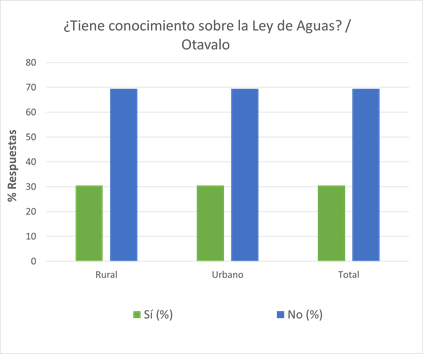 ¿Tiene conocimiento sobre la Ley de Aguas? /
Otavalo
% Respuestas
80
70
60
50
40
30
20
10
0
Rural Urbano Total
Sí (%) No (%)